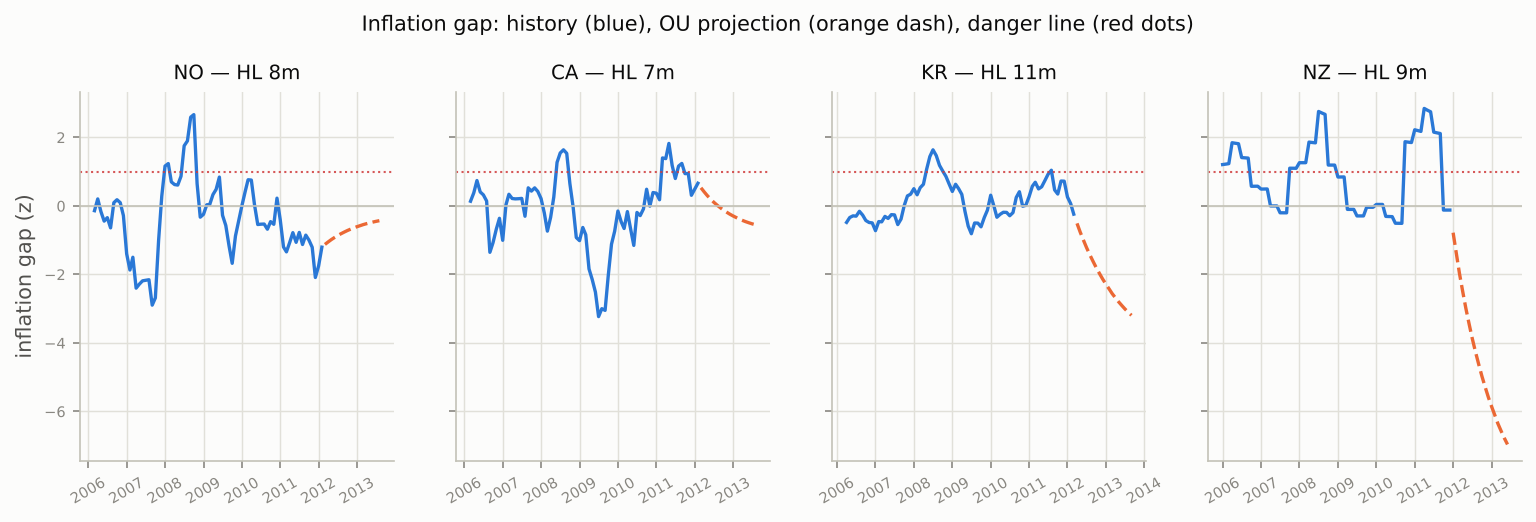 Inflation gap: history (blue), OU projection (orange dash), danger line (red dots)
NO — HL 8m
CA — HL 7m
KR — HL 11m
NZ — HL 9m
inflation gap (z)
2
0
−2
−4
−6
2006 2007 2008 2009 2010 2011 2012 2013
2006 2007 2008 2009 2010 2011 2012 2013
2006 2007 2008 2009 2010 2011 2012 2013 2014
2006 2007 2008 2009 2010 2011 2012 2013